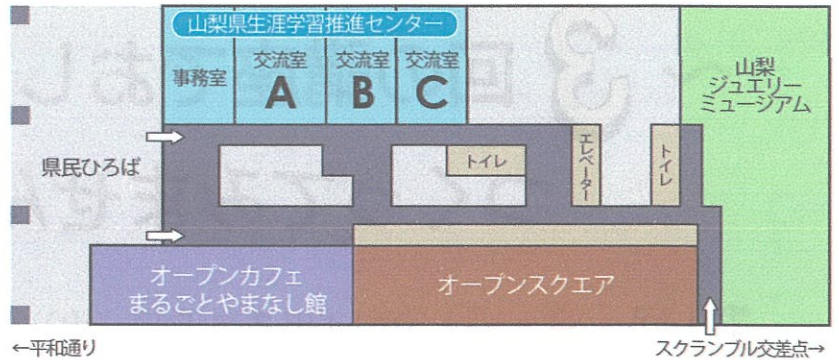 山梨県生涯学習推進センター
事務室
交流室
A
交流室
B
交流室
C
山梨
ジュエリー
ミュージアム
県民ひろば
トイレ
エレベーター
トイレ
オープンカフェ
まるごとやまなし館
オープンスクエア
←平和通り
スクランブル交差点→